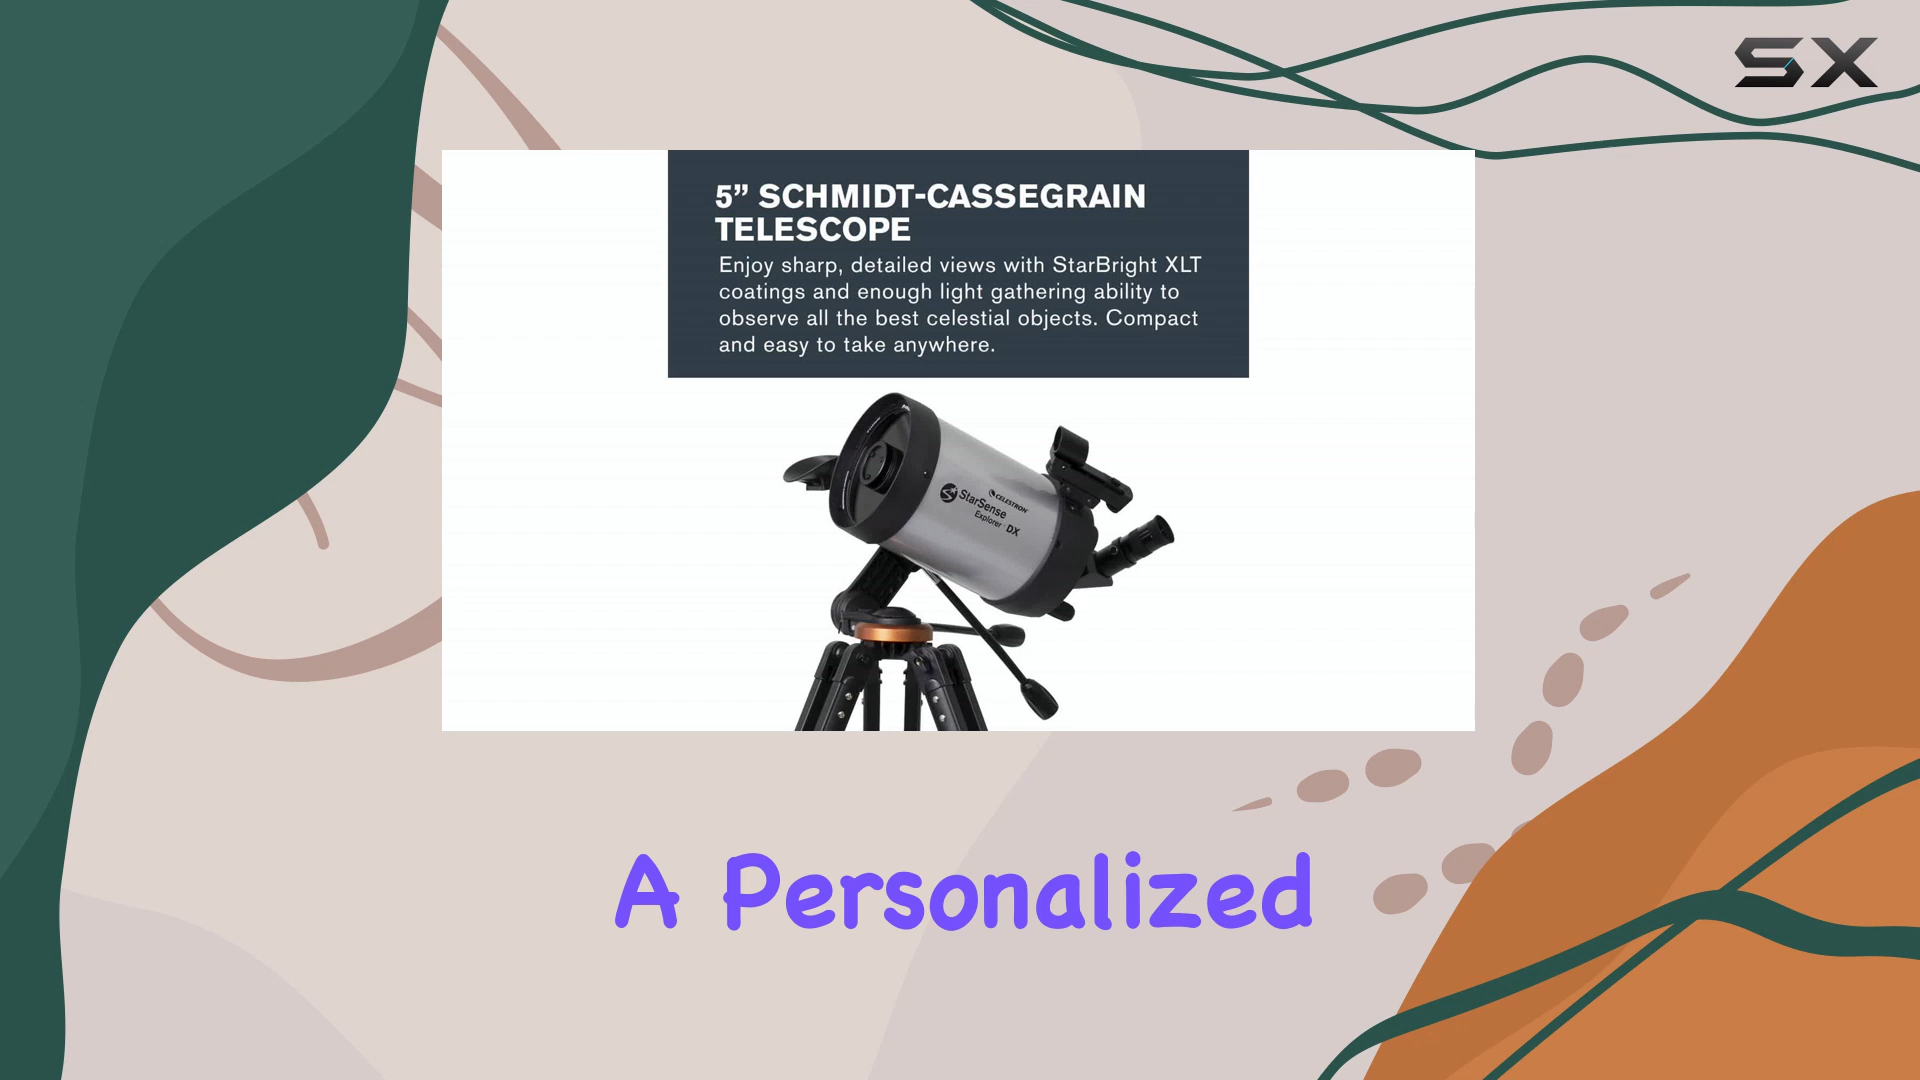 SX
5” SCHMIDT-CASSEGRAIN
TELESCOPE
Enjoy sharp, detailed views with StarBright XLT
coatings and enough light gathering ability to
observe all the best celestial objects. Compact
and easy to take anywhere.
CELESTRON
StarSense
Explorer DX
A Personalized